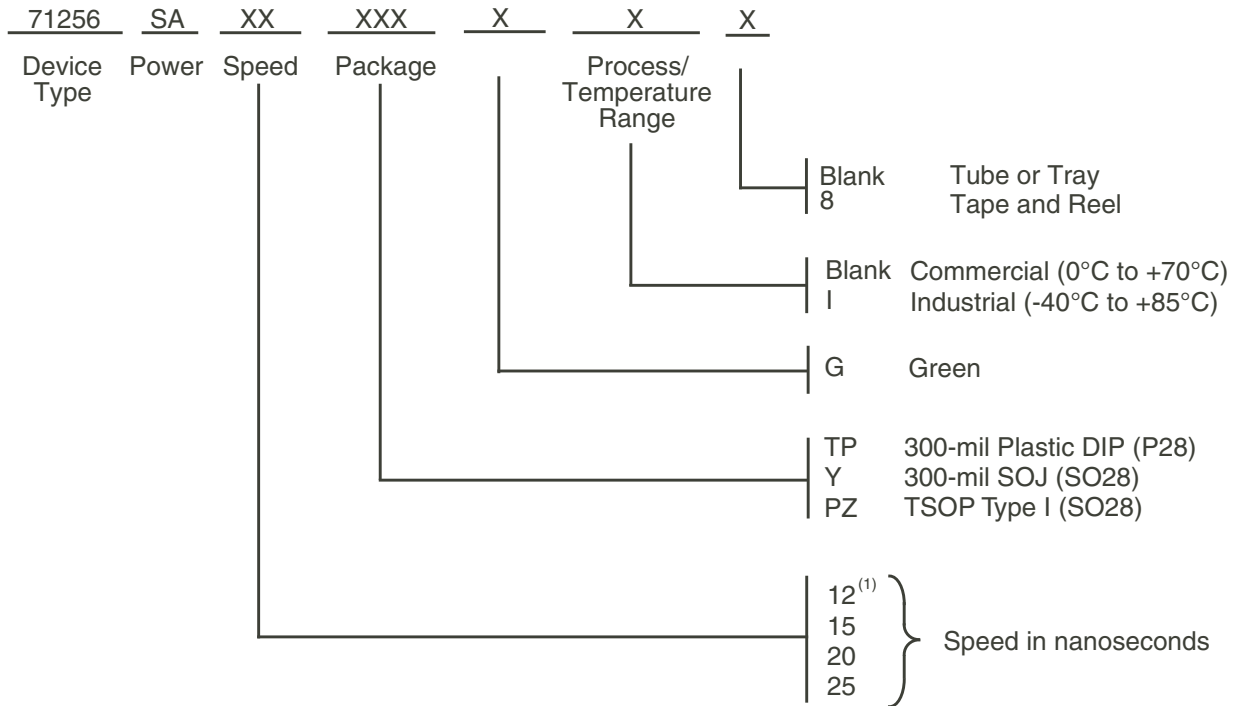 71256 SA XX XXX X X X
Device Type
Power
Speed
Package
Process/
Temperature
Range
Blank Tube or Tray
8 Tape and Reel
Blank Commercial (0°C to +70°C)
I Industrial (-40°C to +85°C)
G Green
TP 300-mil Plastic DIP (P28)
Y 300-mil SOJ (SO28)
PZ TSOP Type I (SO28)
12(1)
15
20
25
Speed in nanoseconds